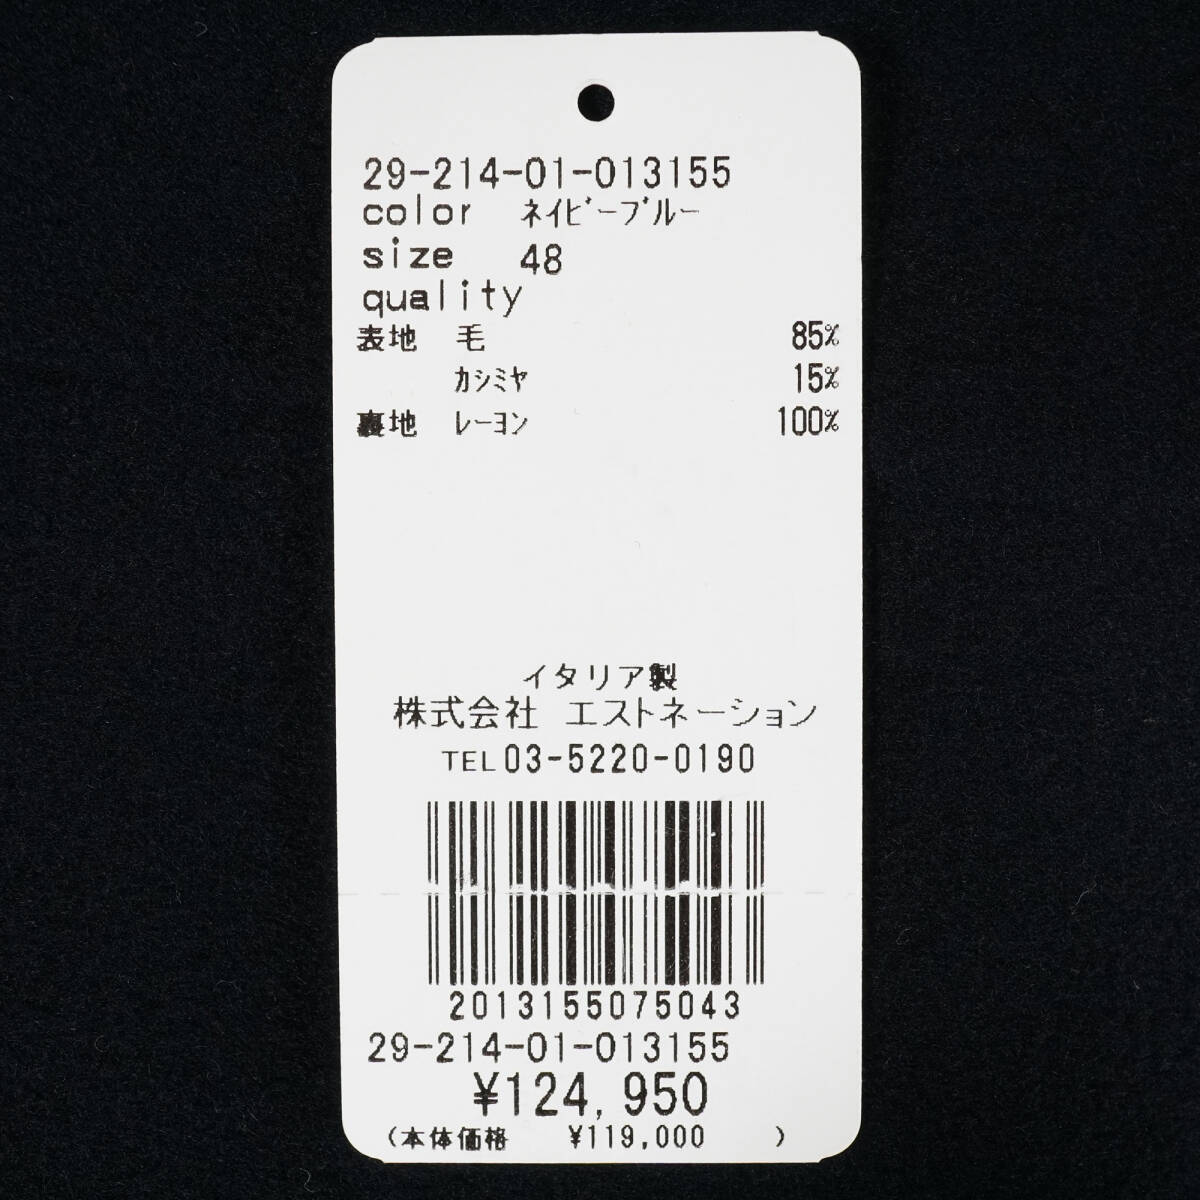 29-214-01-013155
color ネイビーブルー
size 48
quality
表地 毛 85%
カシミヤ 15%
裏地 レーヨン 100%
イタリア製
株式会社 エストネーション
TEL 03-5220-0190
2013155075043
29-214-01-013155
¥124,950
(本体価格 ¥119,000 )